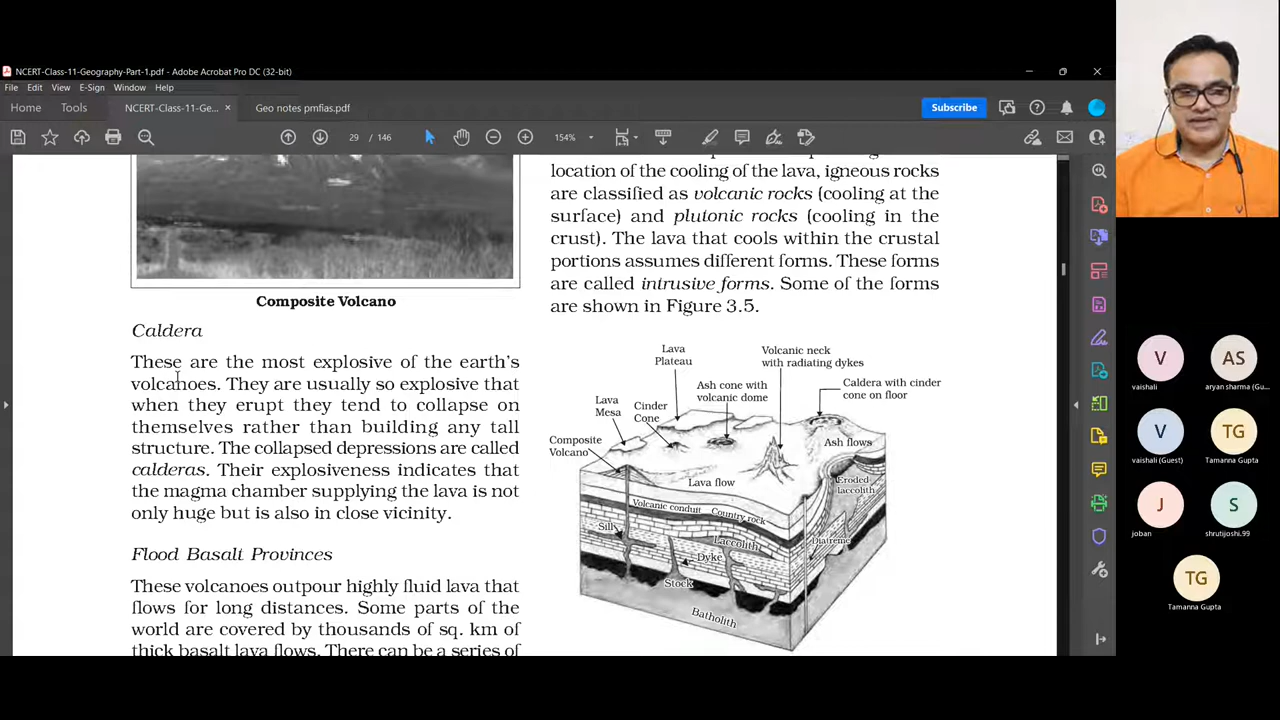 NCERT-Class-11-Geography-Part-1.pdf - Adobe Acrobat Pro DC (32-bit)
File Edit View E-Sign Window Help
Home Tools NCERT-Class-11-Ge... × Geo notes pmfias.pdf Subscribe
29 / 146 154%
Composite Volcano
Caldera
These are the most explosive of the earth's
volcanoes. They are usually so explosive that
when they erupt they tend to collapse on
themselves rather than building any tall
structure. The collapsed depressions are called
calderas. Their explosiveness indicates that
the magma chamber supplying the lava is not
only huge but is also in close vicinity.
Flood Basalt Provinces
These volcanoes outpour highly fluid lava that
flows for long distances. Some parts of the
world are covered by thousands of sq. km of
thick basalt lava flows. There can be a series of
location of the cooling of the lava, igneous rocks
are classified as volcanic rocks (cooling at the
surface) and plutonic rocks (cooling in the
crust). The lava that cools within the crustal
portions assumes different forms. These forms
are called intrusive forms. Some of the forms
are shown in Figure 3.5.
Lava
Plateau
Volcanic neck
with radiating dykes
Ash cone with
volcanic dome
Caldera with cinder
cone on floor
Lava
Mesa
Cinder
Cone
Composite
Volcano
Ash flows
Lava flow
Eroded
laccolith
Volcanic conduit
Country rock
Sill
Laccolith
Diatreme
Dyke
Stock
Batholith
V
vaishali
AS
aryan sharma (Gu...
V
vaishali (Guest)
TG
Tamanna Gupta
J
joban
S
shrutijoshi.99
TG
Tamanna Gupta